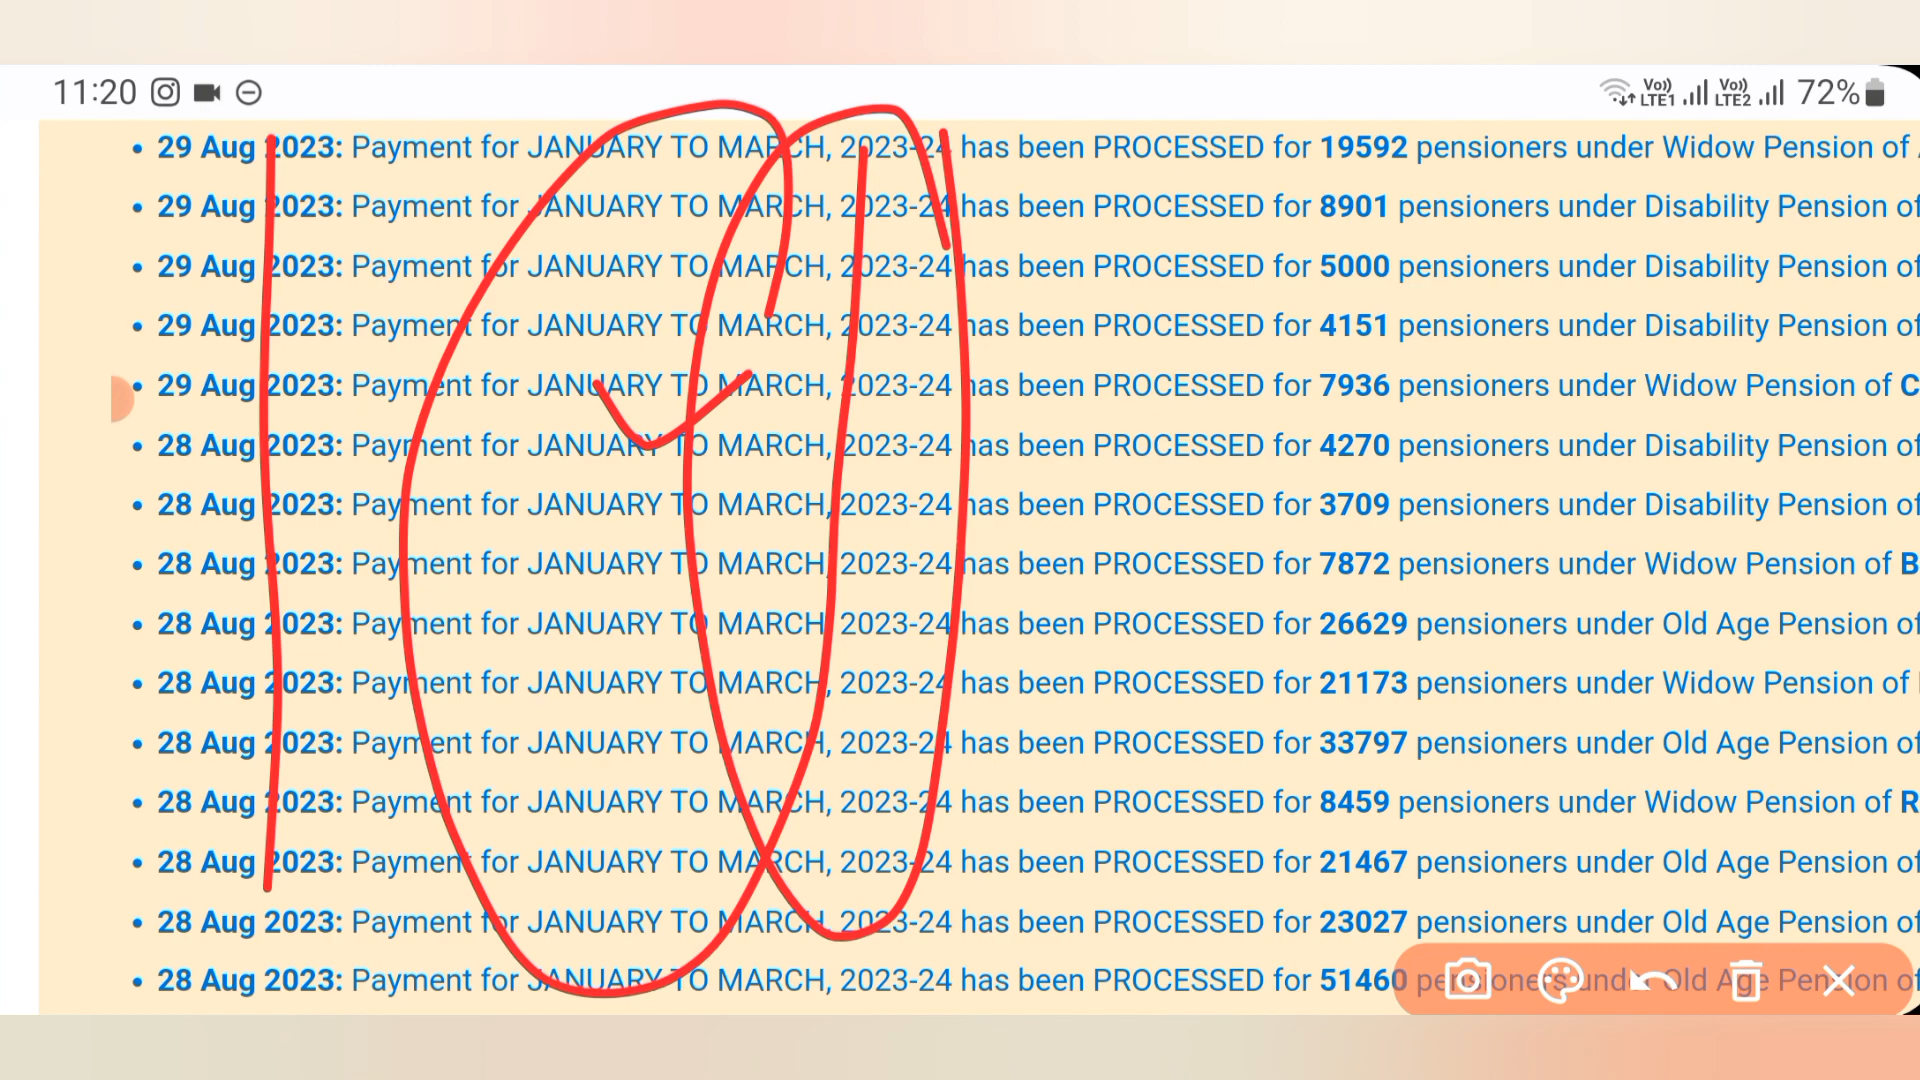 11:20 Vo)) LTE1 Vo)) LTE2 72%
29 Aug 2023: Payment for JANUARY TO MARCH, 2023-24 has been PROCESSED for 19592 pensioners under Widow Pension of
29 Aug 2023: Payment for JANUARY TO MARCH, 2023-24 has been PROCESSED for 8901 pensioners under Disability Pension of
29 Aug 2023: Payment for JANUARY TO MARCH, 2023-24 has been PROCESSED for 5000 pensioners under Disability Pension of
29 Aug 2023: Payment for JANUARY TO MARCH, 2023-24 has been PROCESSED for 4151 pensioners under Disability Pension of
29 Aug 2023: Payment for JANUARY TO MARCH, 2023-24 has been PROCESSED for 7936 pensioners under Widow Pension of C
28 Aug 2023: Payment for JANUARY TO MARCH, 2023-24 has been PROCESSED for 4270 pensioners under Disability Pension of
28 Aug 2023: Payment for JANUARY TO MARCH, 2023-24 has been PROCESSED for 3709 pensioners under Disability Pension of
28 Aug 2023: Payment for JANUARY TO MARCH, 2023-24 has been PROCESSED for 7872 pensioners under Widow Pension of B
28 Aug 2023: Payment for JANUARY TO MARCH, 2023-24 has been PROCESSED for 26629 pensioners under Old Age Pension of
28 Aug 2023: Payment for JANUARY TO MARCH, 2023-24 has been PROCESSED for 21173 pensioners under Widow Pension of
28 Aug 2023: Payment for JANUARY TO MARCH, 2023-24 has been PROCESSED for 33797 pensioners under Old Age Pension of
28 Aug 2023: Payment for JANUARY TO MARCH, 2023-24 has been PROCESSED for 8459 pensioners under Widow Pension of R
28 Aug 2023: Payment for JANUARY TO MARCH, 2023-24 has been PROCESSED for 21467 pensioners under Old Age Pension of
28 Aug 2023: Payment for JANUARY TO MARCH, 2023-24 has been PROCESSED for 23027 pensioners under Old Age Pension of
28 Aug 2023: Payment for JANUARY TO MARCH, 2023-24 has been PROCESSED for 51460 pensioners under Old Age Pension of